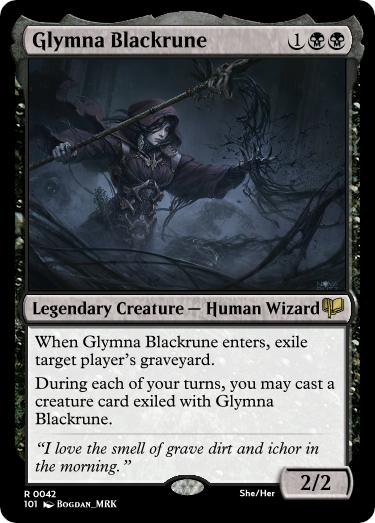 Glymna Blackrune 1
Legendary Creature — Human Wizard
When Glymna Blackrune enters, exile
target player's graveyard.
During each of your turns, you may cast a
creature card exiled with Glymna
Blackrune.
“I love the smell of grave dirt and ichor in
the morning.”
2/2
R 0042
101 Bogdan_MRK
She/Her